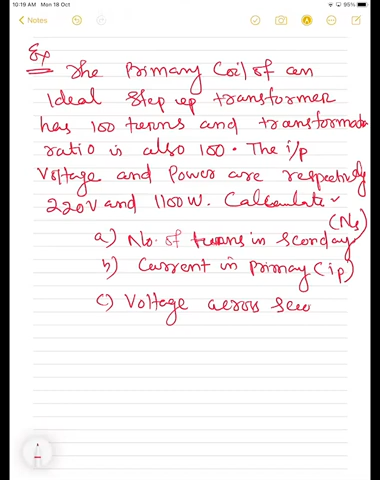 10:19 AM Mon 18 Oct
95%
Notes
Ex
The Primary Coil of an
Ideal Step up transformer
has 100 turns and transformation
ratio is also 100. The i/p
Voltage and Power are respectively
220V and 1100W. Calculate
(Ns)
a) No. of turns in seconday
b) Current in primary (ip)
c) Voltage across seco